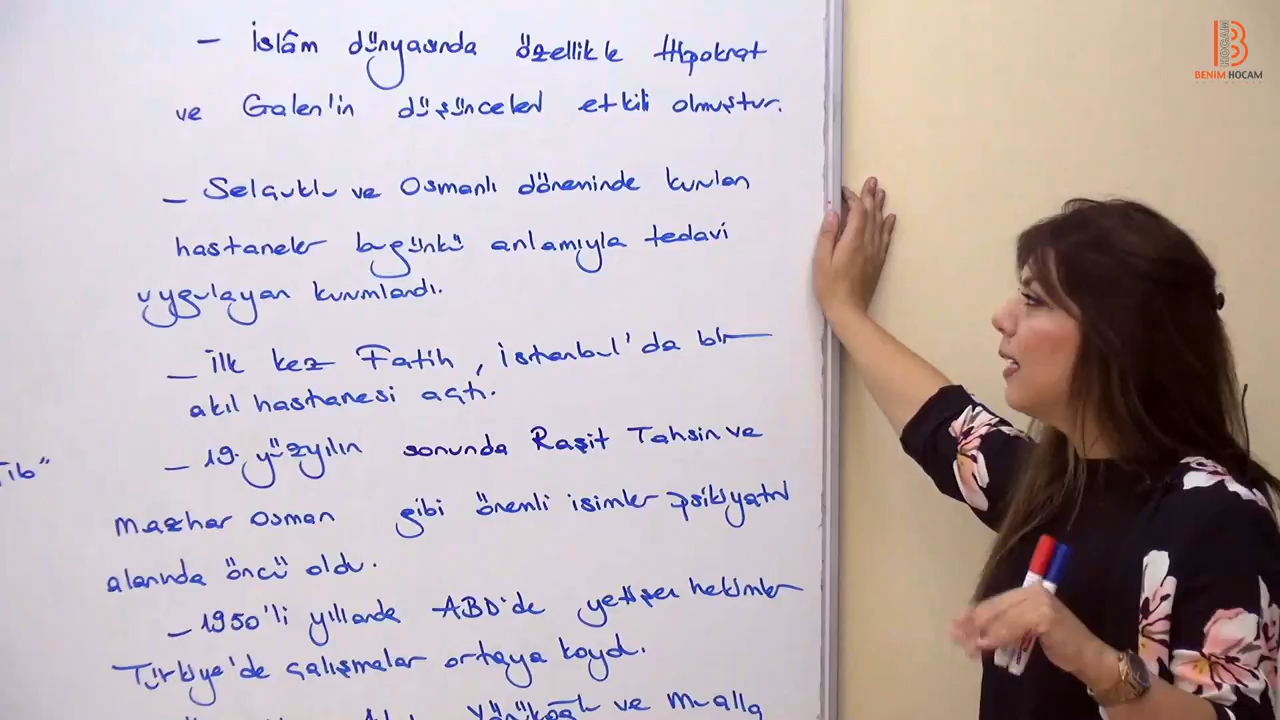 - İslâm dünyasında özellikle Hipokrat
ve Galen'in düşünceleri etkili olmuştur.
- Selçuklu ve Osmanlı döneminde kurulan
hastaneler bugünkü anlamıyla tedavi
uygulayan kurumlardı.
- İlk kez Fatih, İstanbul'da bir
akıl hastanesi açtı.
- 19. yüzyılın sonunda Raşit Tahsin ve
Mazhar Osman gibi önemli isimler psikiyatri
alanında öncü oldu.
- 1950'li yıllarda ABD'de yetişen hekimler
Türkiye'de çalışmalar ortaya koydu.
ve Mualla
BENİM HOCAM